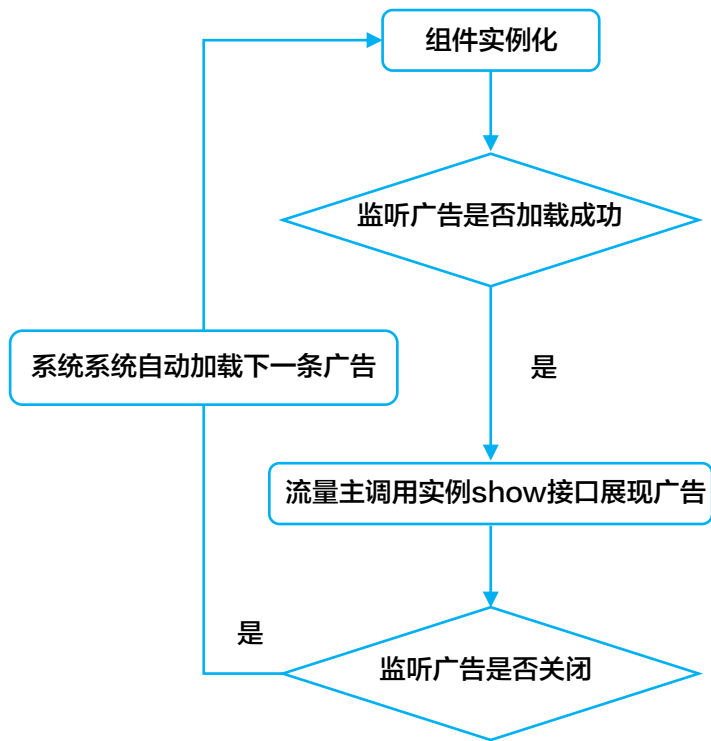 组件实例化
监听广告是否加载成功
系统系统自动加载下一条广告
是
流量主调用实例show接口展现广告
是
监听广告是否关闭